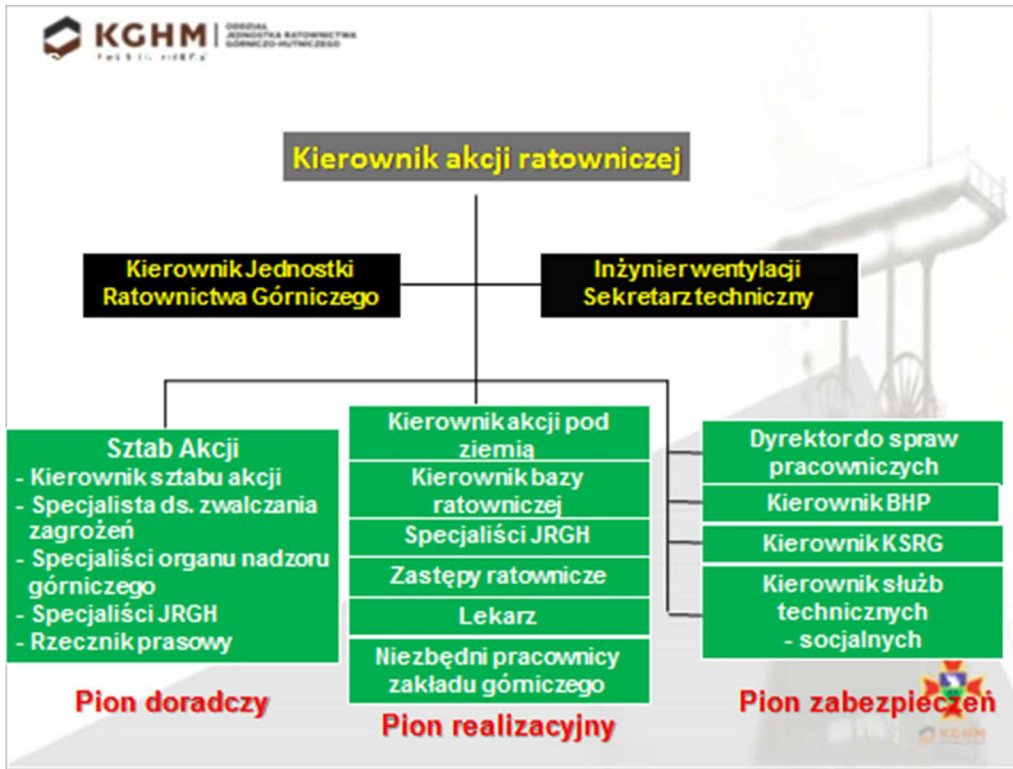 KGHM
ODDZIAŁ
JEDNOSTKA RATOWNICTWA
GÓRNICZO-HUTNICZEGO
Kierownik akcji ratowniczej
Kierownik Jednostki
Ratownictwa Górniczego
Inżynier wentylacji
Sekretarz techniczny
Sztab Akcji
- Kierownik sztabu akcji
- Specjalista ds. zwalczania
zagrożeń
- Specjaliści organu nadzoru
górniczego
- Specjaliści JRGH
- Rzecznik prasowy
Pion doradczy
Kierownik akcji pod
ziemią
Kierownik bazy
ratowniczej
Specjaliści JRGH
Zastępy ratownicze
Lekarz
Niezbędni pracownicy
zakładu górniczego
Pion realizacyjny
Dyrektor do spraw
pracowniczych
Kierownik BHP
Kierownik KSRG
Kierownik służb
technicznych
- socjalnych
Pion zabezpieczeń
KGHM